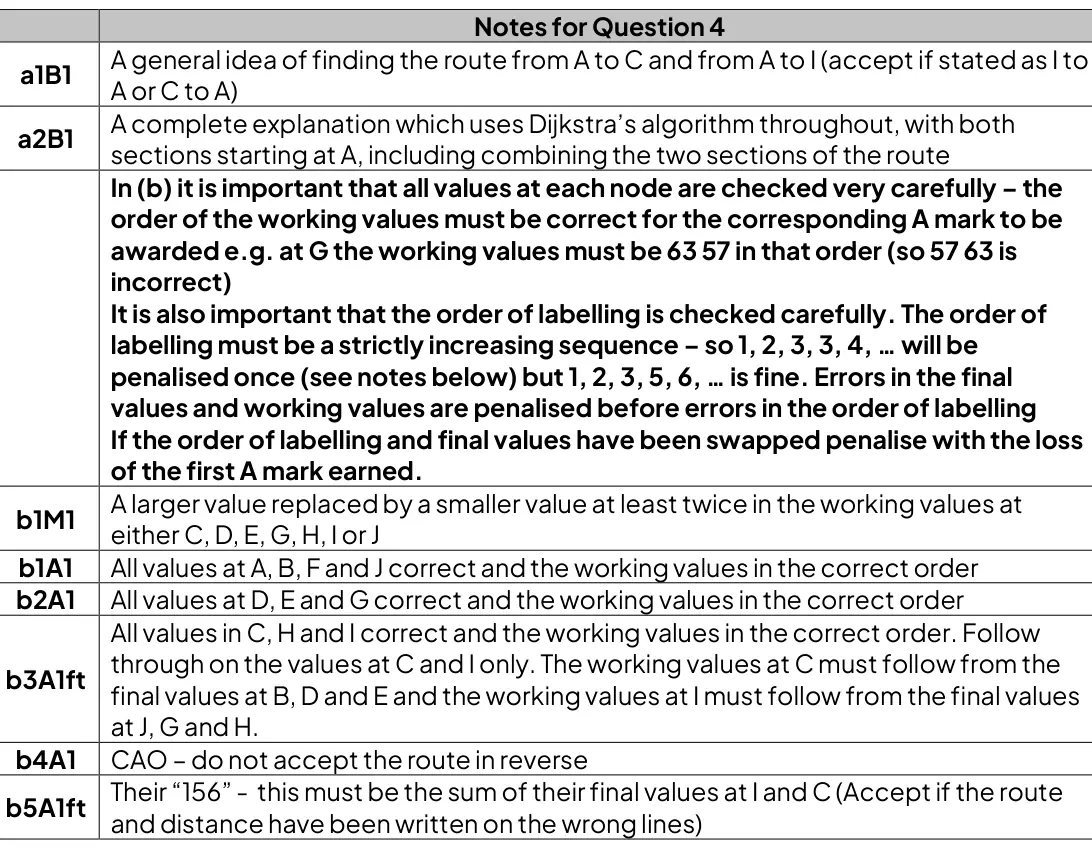 Notes for Question 4
a1B1
A general idea of finding the route from A to C and from A to I (accept if stated as I to
A or C to A)
a2B1
A complete explanation which uses Dijkstra’s algorithm throughout, with both
sections starting at A, including combining the two sections of the route
In (b) it is important that all values at each node are checked very carefully – the
order of the working values must be correct for the corresponding A mark to be
awarded e.g. at G the working values must be 63 57 in that order (so 57 63 is
incorrect)
It is also important that the order of labelling is checked carefully. The order of
labelling must be a strictly increasing sequence – so 1, 2, 3, 3, 4, … will be
penalised once (see notes below) but 1, 2, 3, 5, 6, … is fine. Errors in the final
values and working values are penalised before errors in the order of labelling
If the order of labelling and final values have been swapped penalise with the loss
of the first A mark earned.
b1M1
A larger value replaced by a smaller value at least twice in the working values at
either C, D, E, G, H, I or J
b1A1
All values at A, B, F and J correct and the working values in the correct order
b2A1
All values at D, E and G correct and the working values in the correct order
b3A1ft
All values in C, H and I correct and the working values in the correct order. Follow
through on the values at C and I only. The working values at C must follow from the
final values at B, D and E and the working values at I must follow from the final values
at J, G and H.
b4A1
CAO – do not accept the route in reverse
b5A1ft
Their “156” - this must be the sum of their final values at I and C (Accept if the route
and distance have been written on the wrong lines)